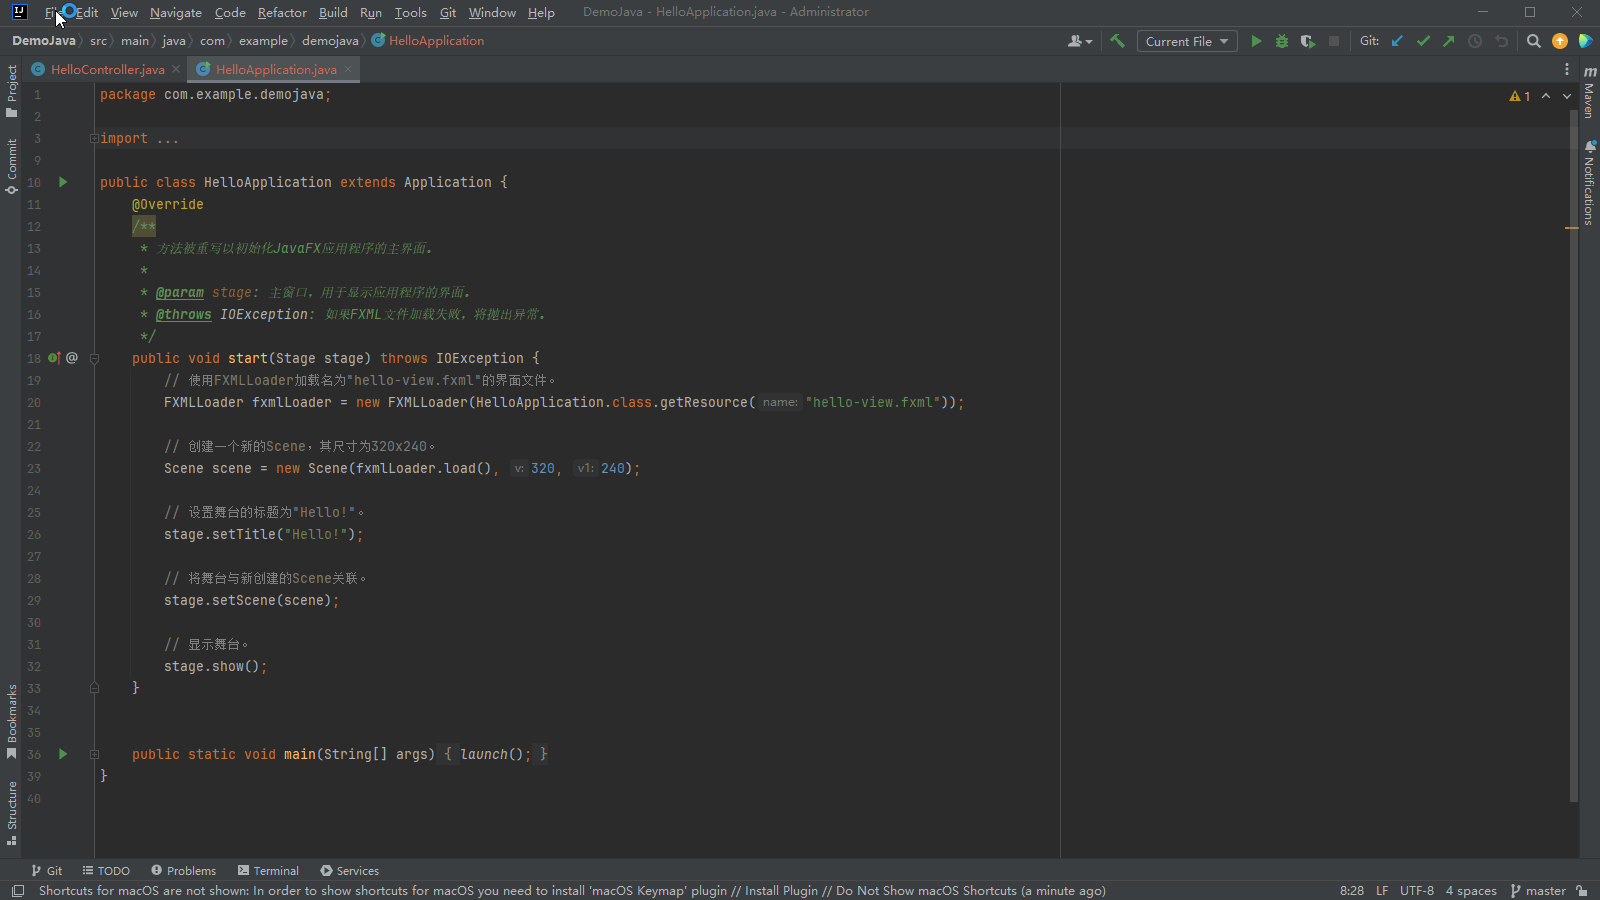 File Edit View Navigate Code Refactor Build Run Tools Git Window Help DemoJava - HelloApplication.java - Administrator
DemoJava src main java com example demojava HelloApplication Current File Git:
HelloController.java HelloApplication.java
Project
Commit
Bookmarks
Structure
1 package com.example.demojava;
2
3 import ...
9
10 public class HelloApplication extends Application {
11 @Override
12 /**
13 * 方法被重写以初始化JavaFX应用程序的主界面.
14 *
15 * @param stage: 主窗口，用于显示应用程序的界面.
16 * @throws IOException: 如果FXML文件加载失败，将抛出异常.
17 */
18 @ public void start(Stage stage) throws IOException {
19 // 使用FXMLLoader加载名为"hello-view.fxml"的界面文件。
20 FXMLLoader fxmlLoader = new FXMLLoader(HelloApplication.class.getResource( name: "hello-view.fxml"));
21
22 // 创建一个新的Scene，其尺寸为320x240。
23 Scene scene = new Scene(fxmlLoader.load(), v: 320, v1: 240);
24
25 // 设置舞台的标题为"Hello!"。
26 stage.setTitle("Hello!");
27
28 // 将舞台与新创建的Scene关联。
29 stage.setScene(scene);
30
31 // 显示舞台。
32 stage.show();
33 }
34
35
36 public static void main(String[] args) { launch(); }
39 }
40
1
Maven
Notifications
Git TODO Problems Terminal Services
Shortcuts for macOS are not shown: In order to show shortcuts for macOS you need to install 'macOS Keymap' plugin // Install Plugin // Do Not Show macOS Shortcuts (a minute ago) 8:28 LF UTF-8 4 spaces master